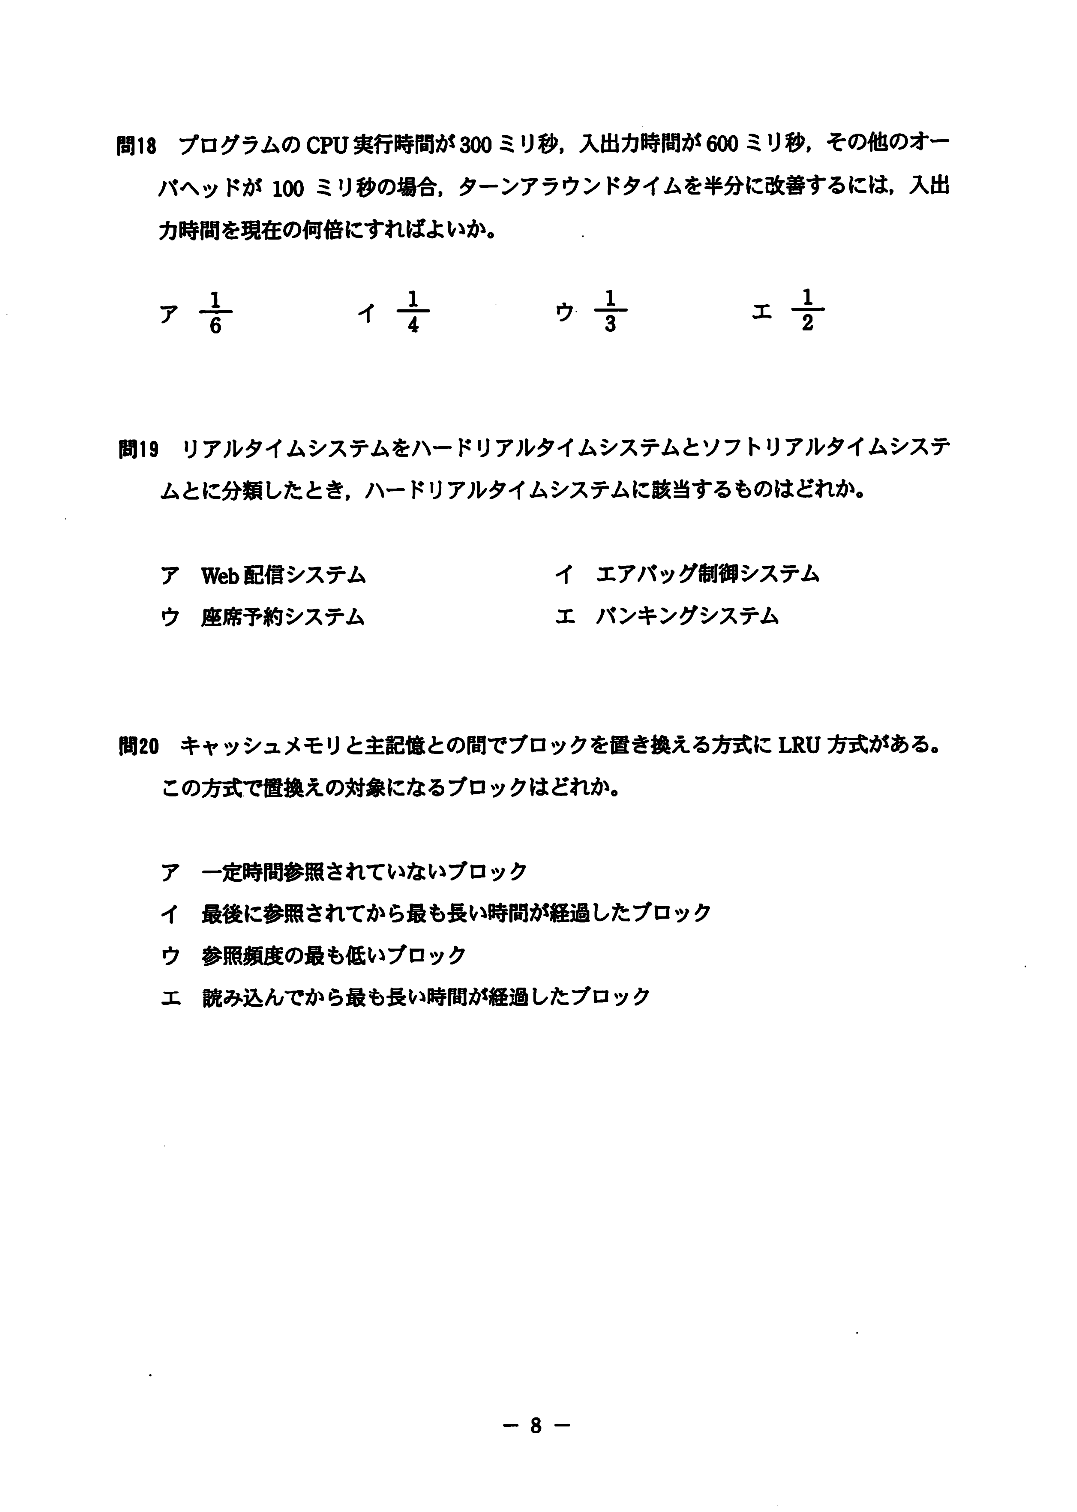 問18 プログラムの CPU 実行時間が 300 ミリ秒，入出力時間が 600 ミリ秒，その他のオー
バヘッドが 100 ミリ秒の場合，ターンアラウンドタイムを半分に改善するには，入出
力時間を現在の何倍にすればよいか。
ア 1/6 イ 1/4 ウ 1/3 エ 1/2
問19 リアルタイムシステムをハードリアルタイムシステムとソフトリアルタイムシステ
ムとに分類したとき，ハードリアルタイムシステムに該当するものはどれか。
ア Web 配信システム イ エアバッグ制御システム
ウ 座席予約システム エ バンキングシステム
問20 キャッシュメモリと主記憶との間でブロックを置き換える方式に LRU 方式がある。
この方式で置換えの対象になるブロックはどれか。
ア 一定時間参照されていないブロック
イ 最後に参照されてから最も長い時間が経過したブロック
ウ 参照頻度の最も低いブロック
エ 読み込んでから最も長い時間が経過したブロック
－ 8 －